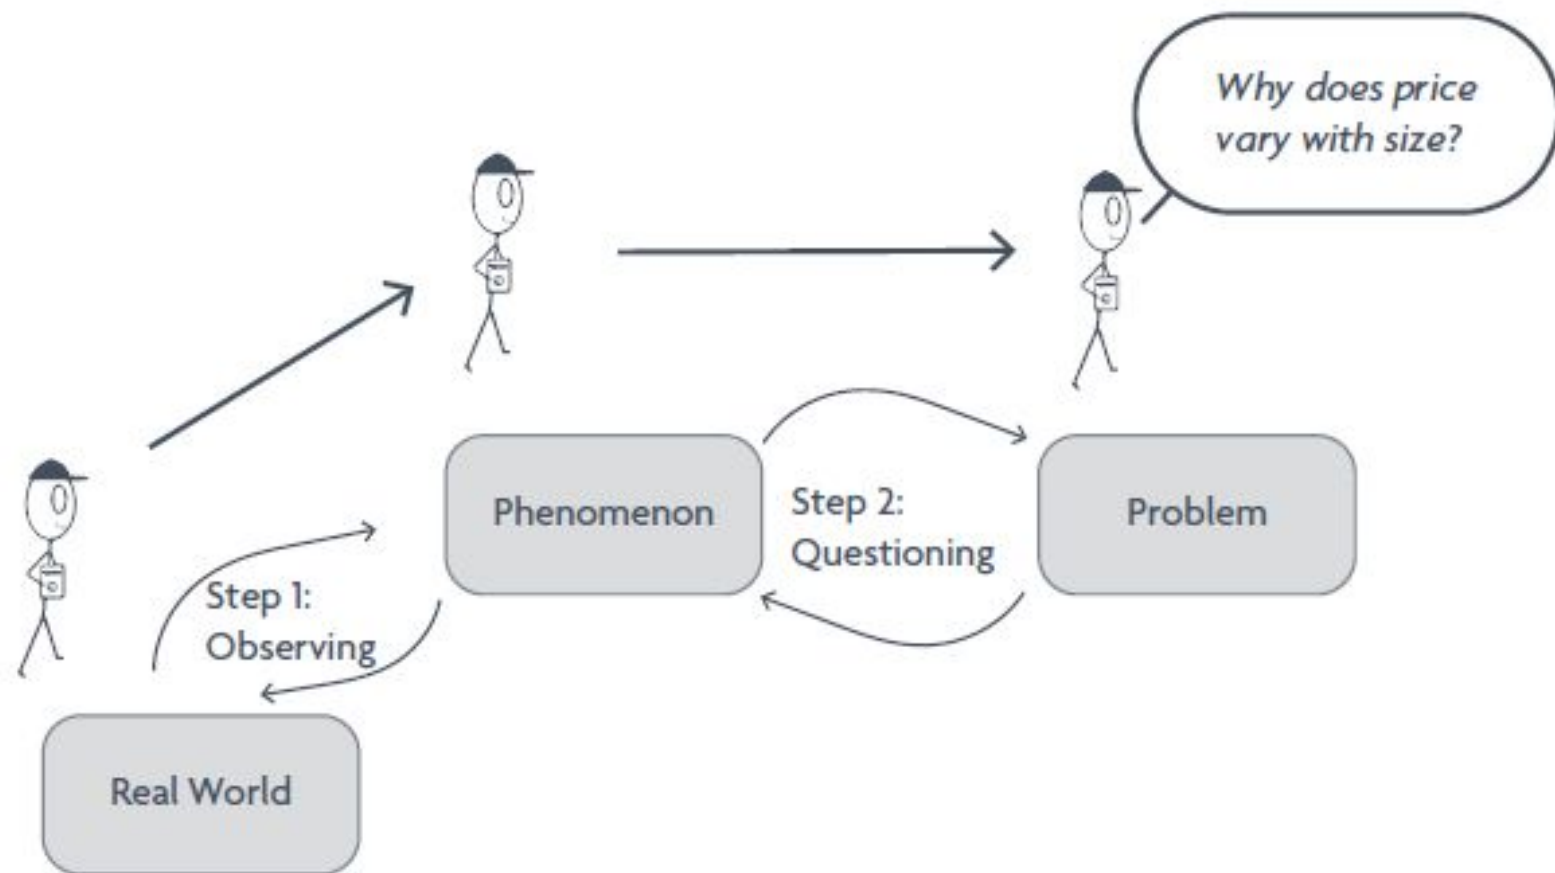 Why does price
vary with size?
Phenomenon
Step 2:
Questioning
Problem
Step 1:
Observing
Real World